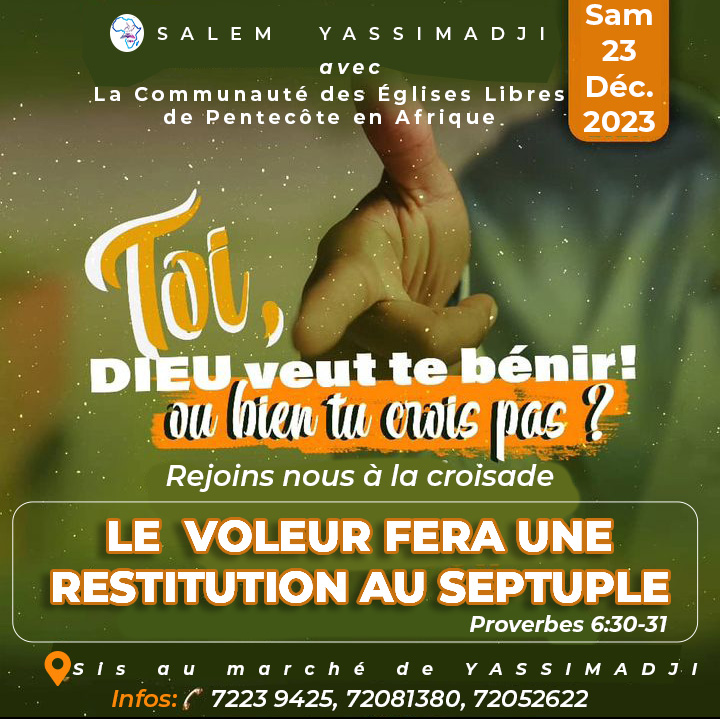 SALEM YASSIMADJI
avec
La Communauté des Églises Libres
de Pentecôte en Afrique
Sam
23
Déc.
2023
Toi,
DIEU veut te bénir!
ou bien tu crois pas ?
Rejoins nous à la croisade
LE VOLEUR FERA UNE
RESTITUTION AU SEPTUPLE
Proverbes 6:30-31
Sis au marché de YASSIMADJI
Infos: 7223 9425, 72081380, 72052622